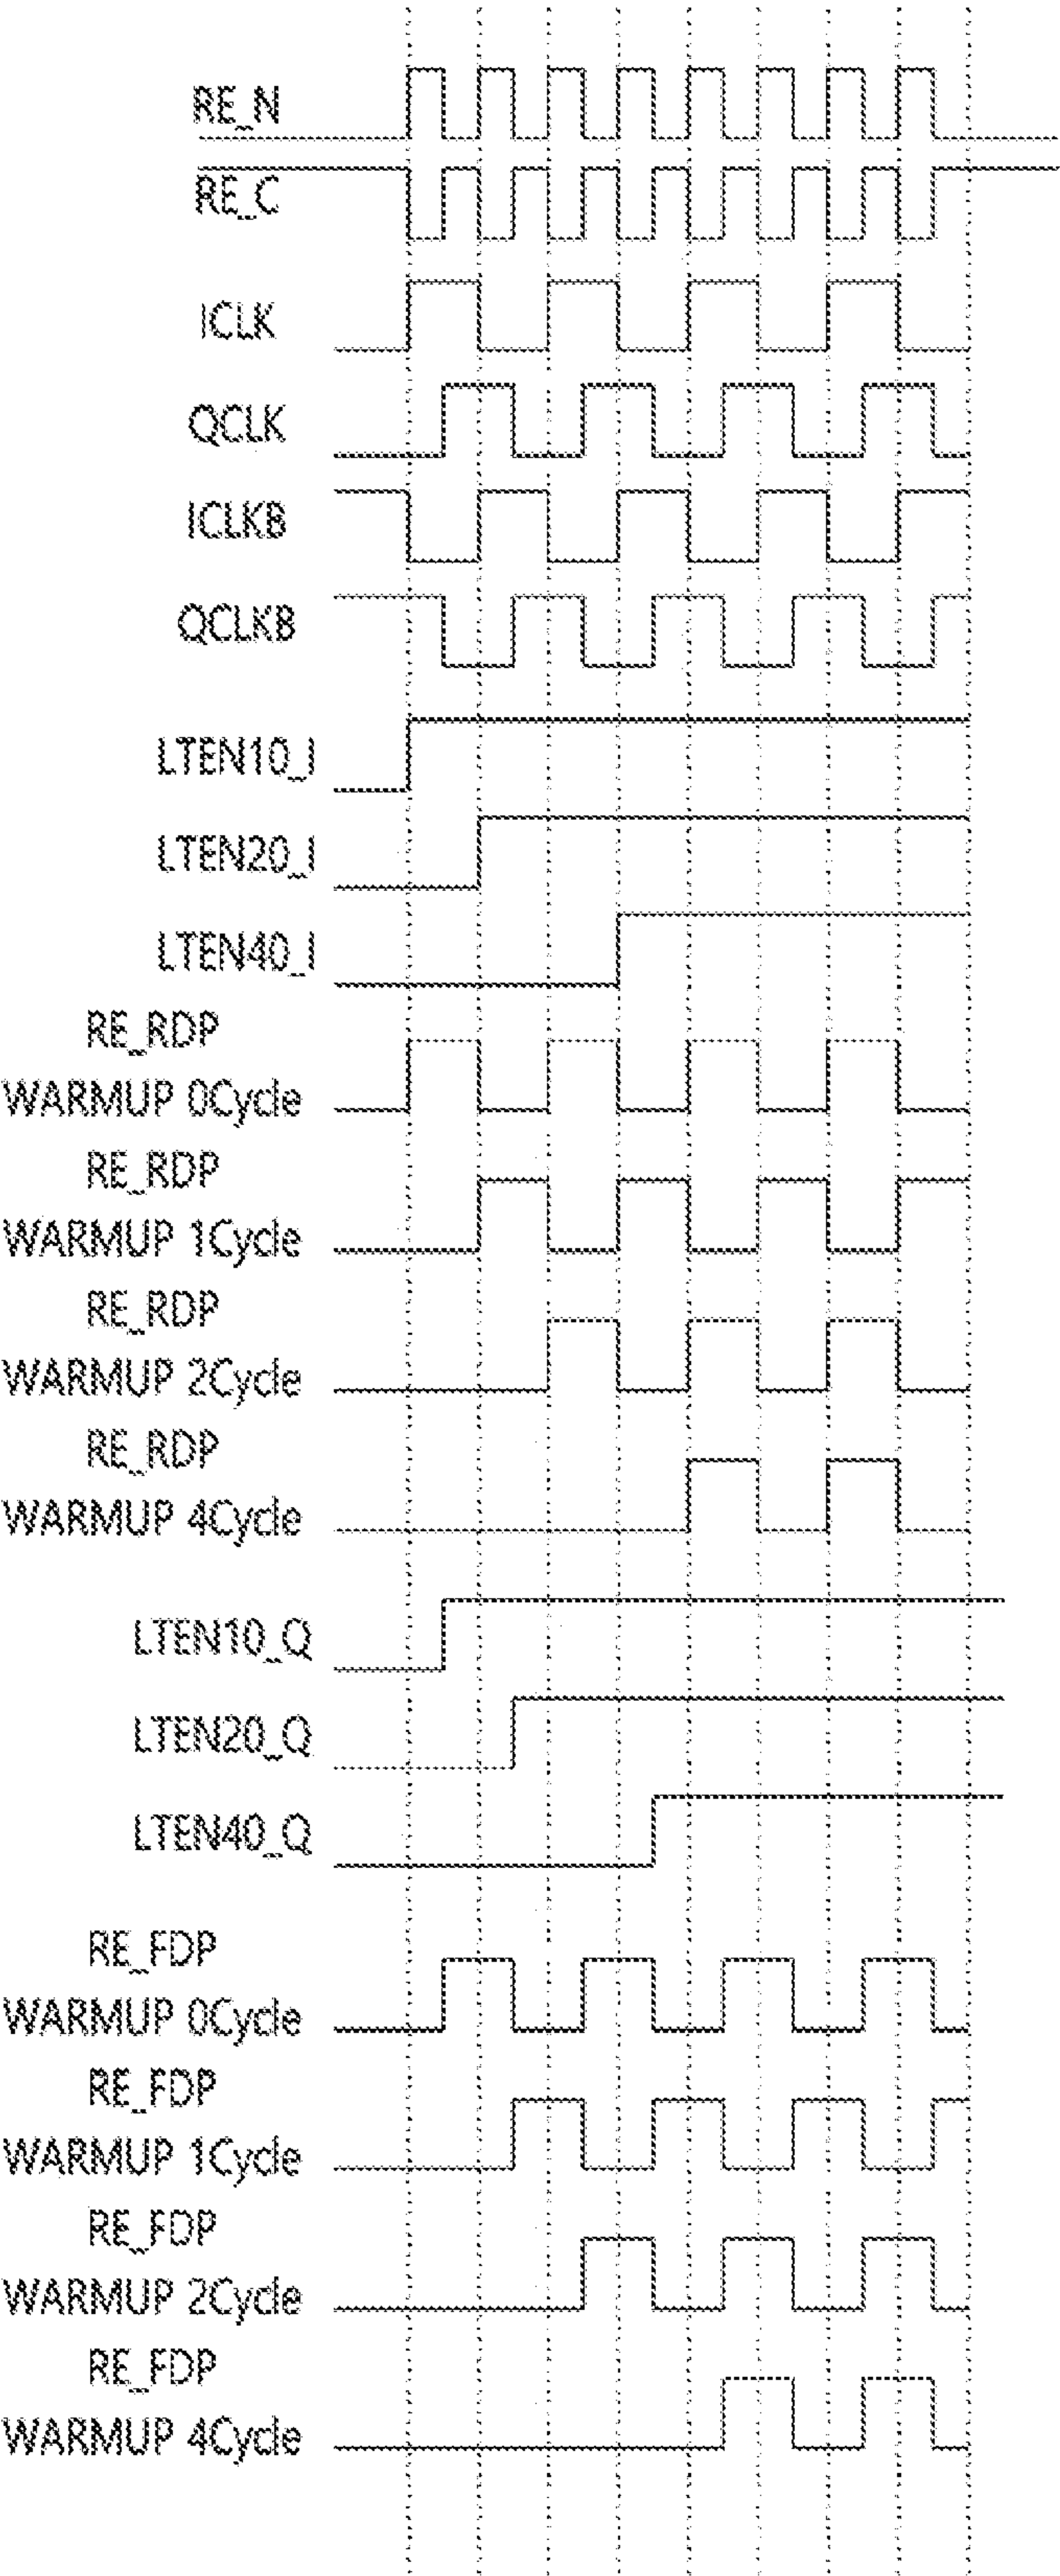 RE_N
RE_C
ICLK
QCLK
ICLKB
QCLKB
LTEN10_I
LTEN20_I
LTEN40_I
RE_RDP
WARMUP 0Cycle
RE_RDP
WARMUP 1Cycle
RE_RDP
WARMUP 2Cycle
RE_RDP
WARMUP 4Cycle
LTEN10_Q
LTEN20_Q
LTEN40_Q
RE_FDP
WARMUP 0Cycle
RE_FDP
WARMUP 1Cycle
RE_FDP
WARMUP 2Cycle
RE_FDP
WARMUP 4Cycle